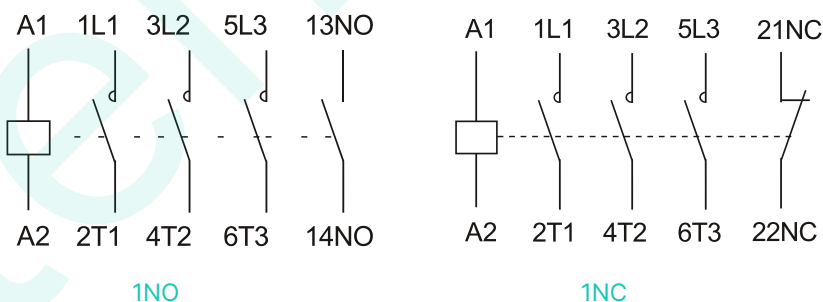 A1 1L1 3L2 5L3 13NO
A2 2T1 4T2 6T3 14NO
1NO
A1 1L1 3L2 5L3 21NC
A2 2T1 4T2 6T3 22NC
1NC